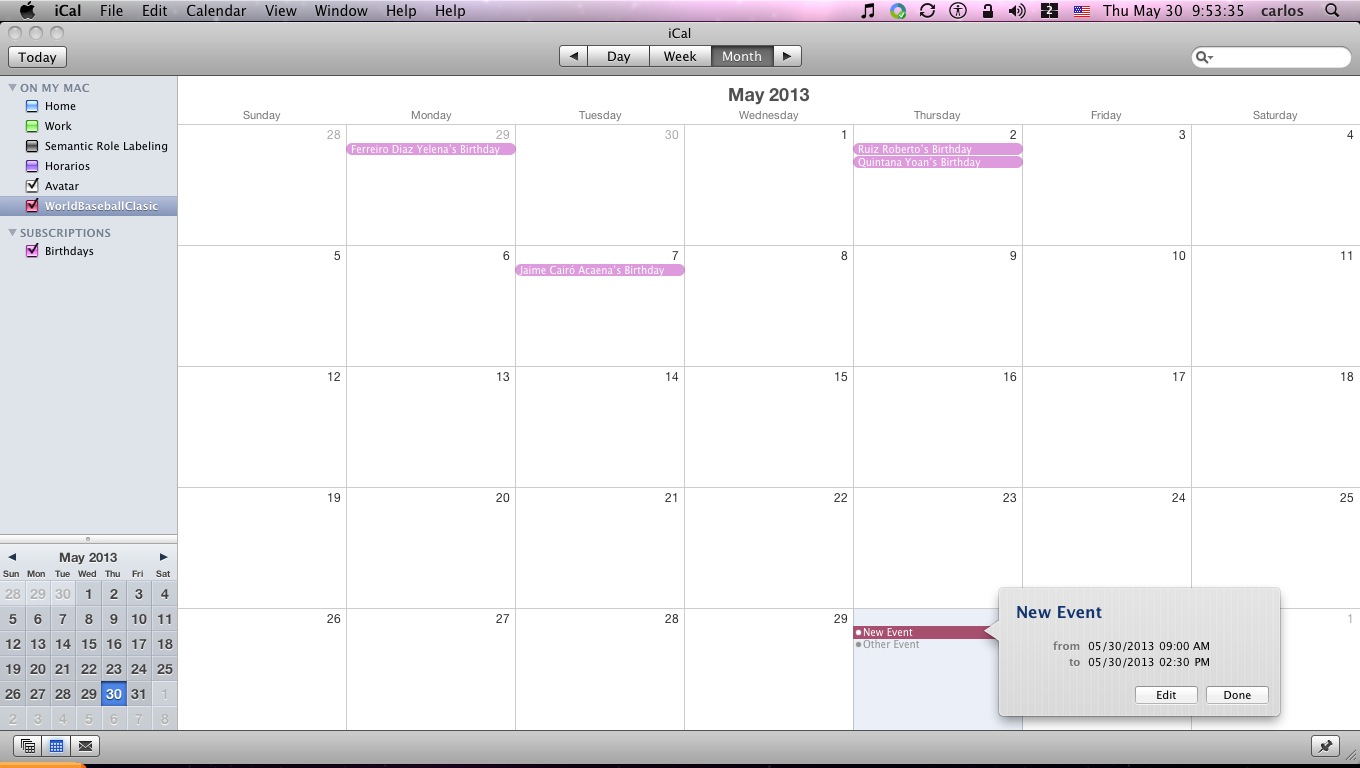 iCal File Edit Calendar View Window Help Help 2 Thu May 30 9:53:35 carlos
iCal
Today Day Week Month
ON MY MAC
Home
Work
Semantic Role Labeling
Horarios
Avatar
WorldBaseballClasic
SUBSCRIPTIONS
Birthdays
May 2013
Sunday Monday Tuesday Wednesday Thursday Friday Saturday
28 29 30 1 2 3 4
Ferreiro Diaz Yelena's Birthday Ruiz Roberto's Birthday
Quintana Yoan's Birthday
5 6 7 8 9 10 11
Jaime Cairó Acaena's Birthday
12 13 14 15 16 17 18
19 20 21 22 23 24 25
26 27 28 29 1
New Event
Other Event
New Event
from 05/30/2013 09:00 AM
to 05/30/2013 02:30 PM
Edit Done
May 2013
Sun Mon Tue Wed Thu Fri Sat
28 29 30 1 2 3 4
5 6 7 8 9 10 11
12 13 14 15 16 17 18
19 20 21 22 23 24 25
26 27 28 29 30 31 1
2 3 4 5 6 7 8